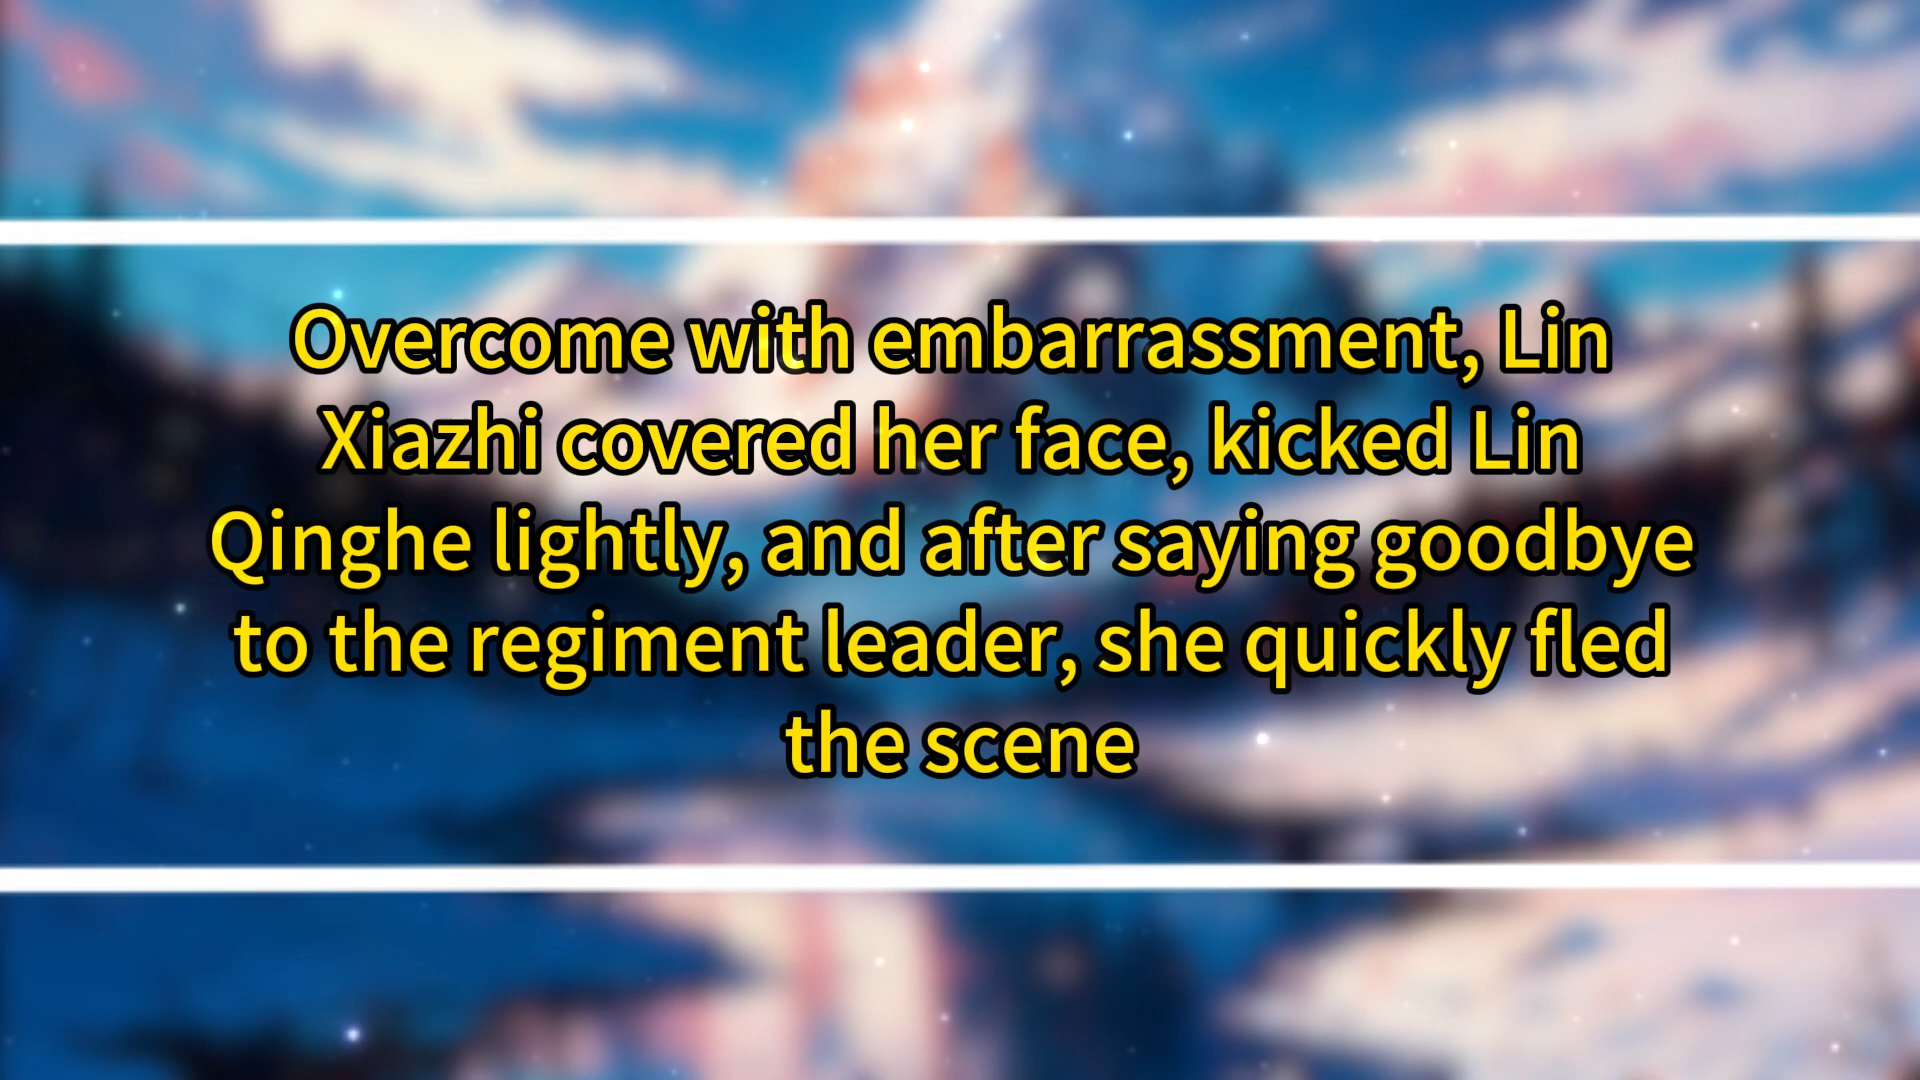 Overcome with embarrassment, Lin
Xiazhi covered her face, kicked Lin
Qinghe lightly, and after saying goodbye
to the regiment leader, she quickly fled
the scene